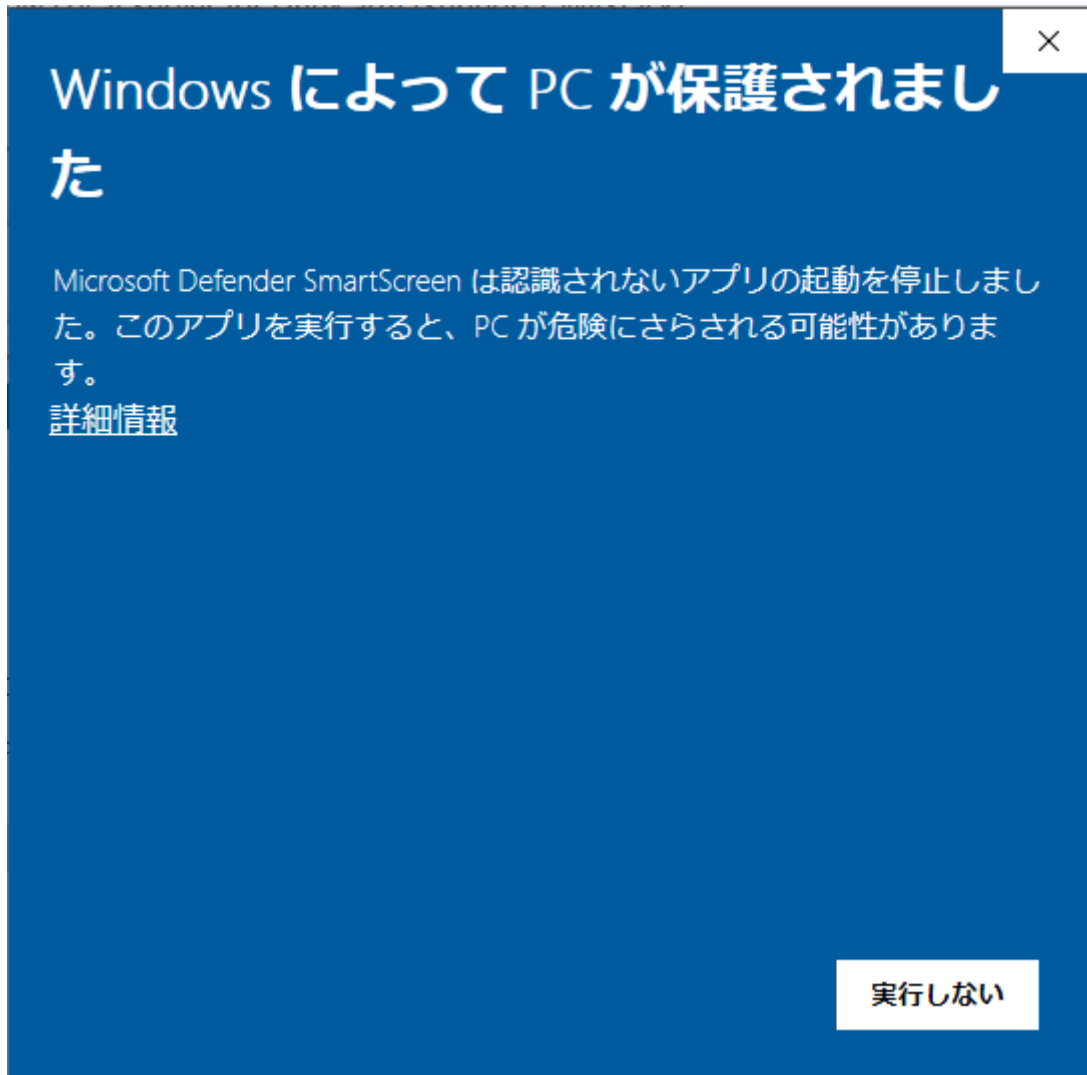 Windows によって PC が保護されまし
た
Microsoft Defender SmartScreen は認識されないアプリの起動を停止しまし
た。このアプリを実行すると、PC が危険にさらされる可能性がありま
す。
詳細情報
実行しない